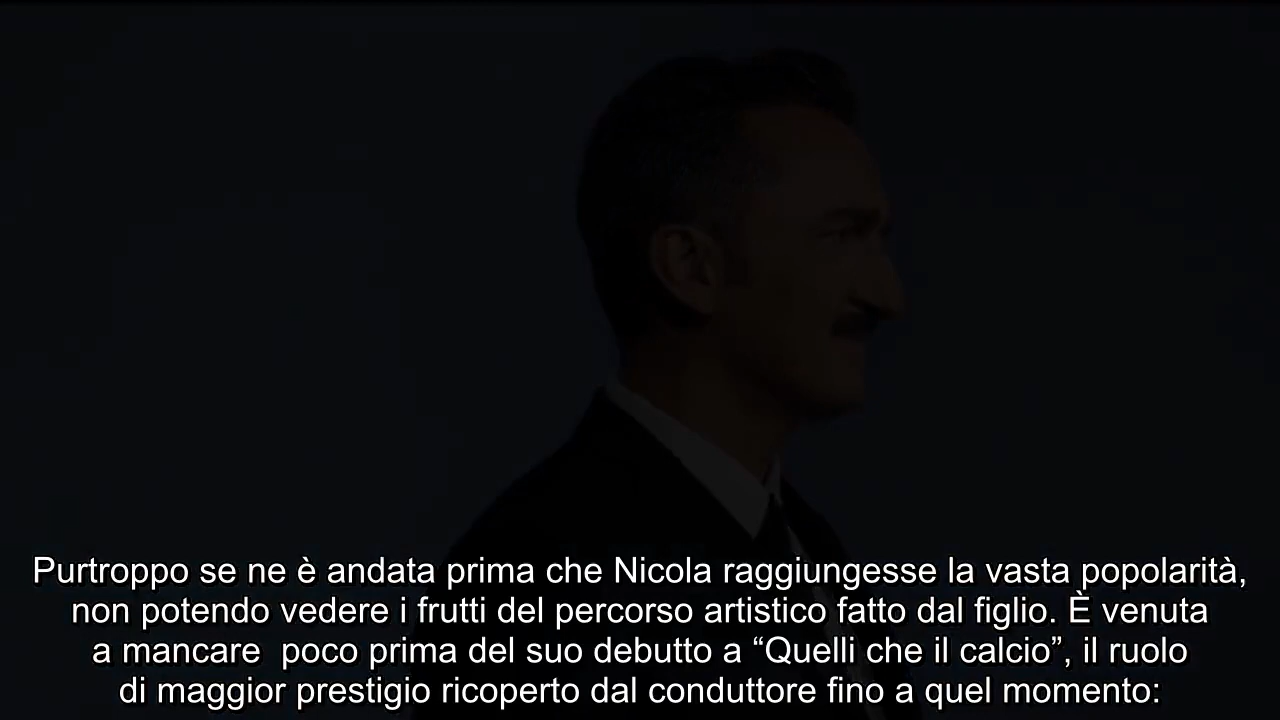 Purtroppo se ne è andata prima che Nicola raggiungesse la vasta popolarità,
non potendo vedere i frutti del percorso artistico fatto dal figlio. È venuta
a mancare  poco prima del suo debutto a “Quelli che il calcio”, il ruolo
di maggior prestigio ricoperto dal conduttore fino a quel momento: